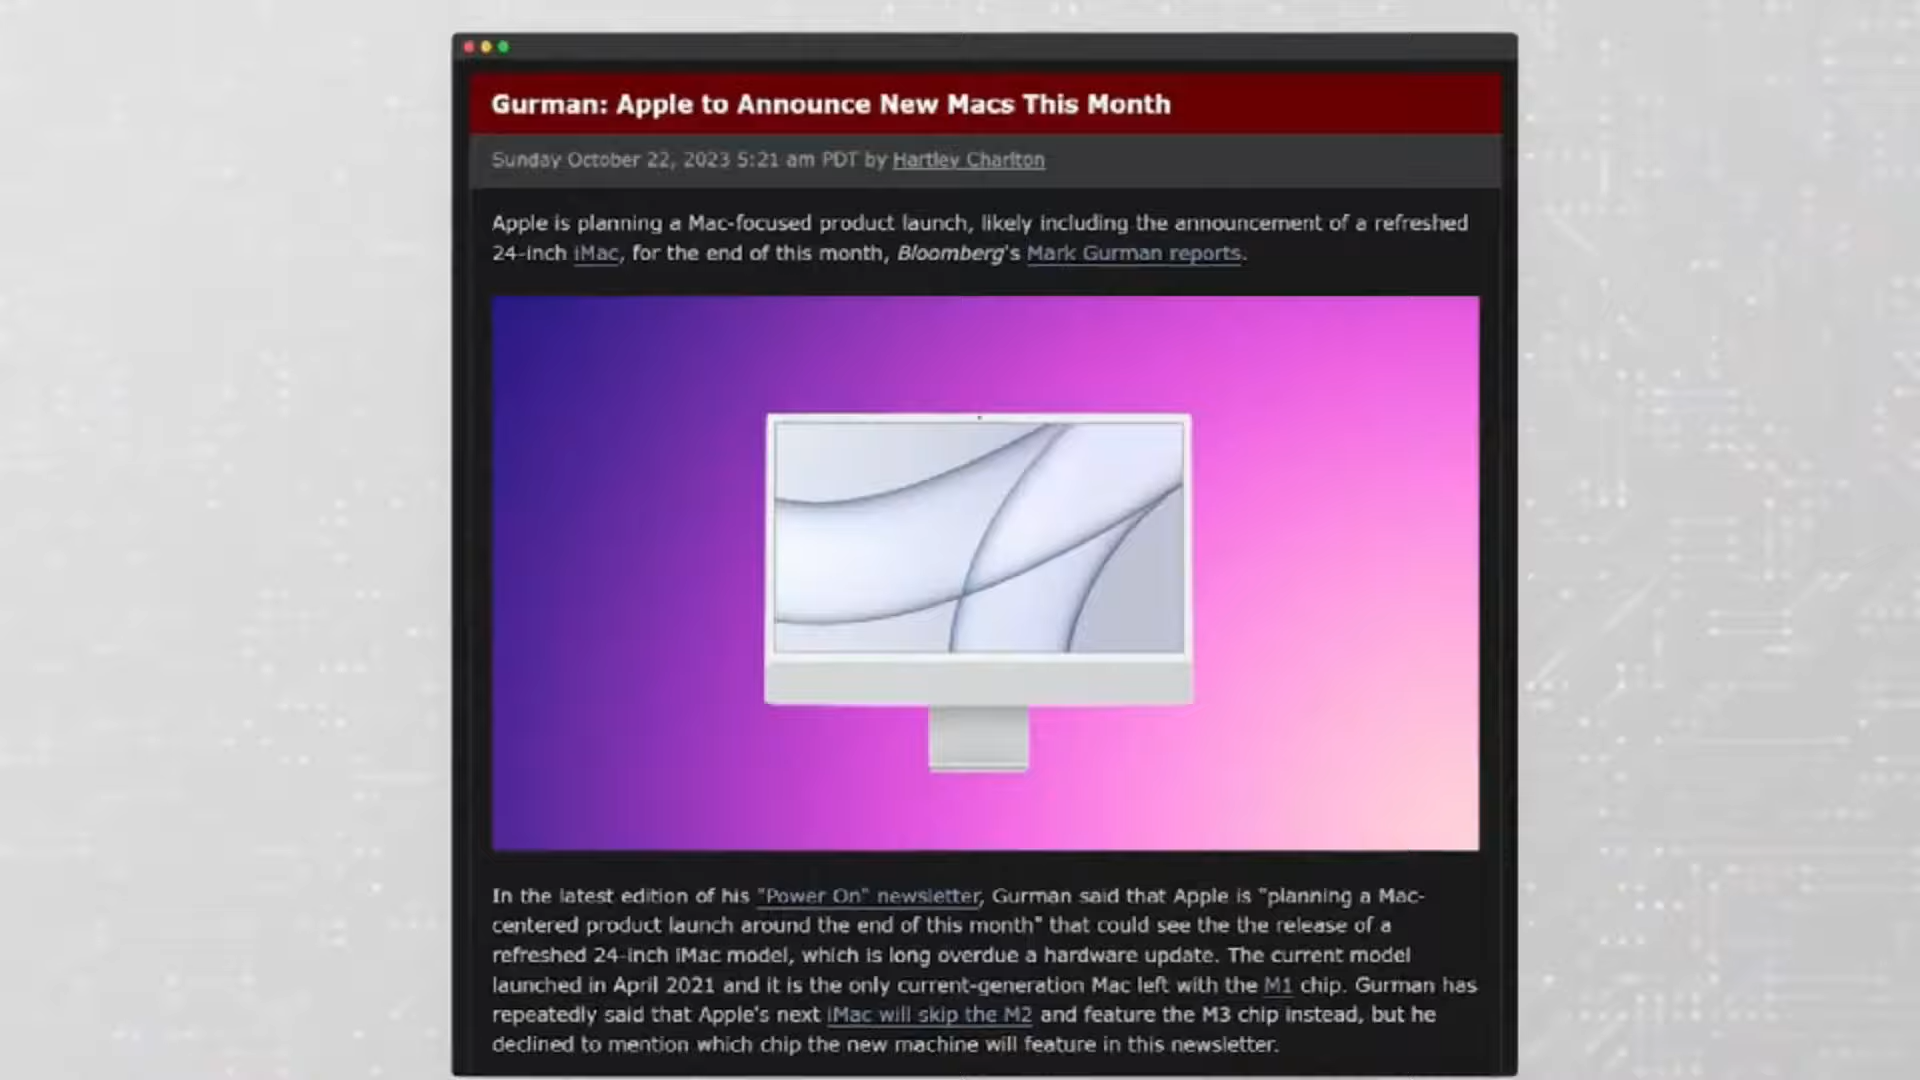 Gurman: Apple to Announce New Macs This Month
Sunday October 22, 2023 5:21 am PDT by Hartley Charlton
Apple is planning a Mac-focused product launch, likely including the announcement of a refreshed
24-inch iMac, for the end of this month, Bloomberg's Mark Gurman reports.
In the latest edition of his "Power On" newsletter, Gurman said that Apple is "planning a Mac-
centered product launch around the end of this month" that could see the the release of a
refreshed 24-inch iMac model, which is long overdue a hardware update. The current model
launched in April 2021 and it is the only current-generation Mac left with the M1 chip. Gurman has
repeatedly said that Apple's next iMac will skip the M2 and feature the M3 chip instead, but he
declined to mention which chip the new machine will feature in this newsletter.